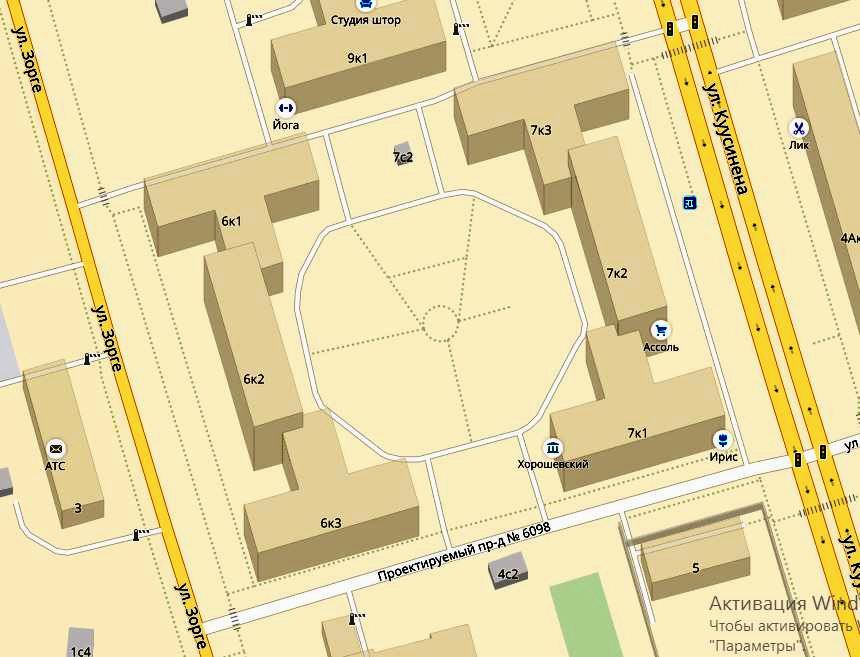 Студия штор
ул. Зорге
9к1
ул. Куусинена
Йога
7к3
7с2
Лик
6к1
4Ак
7к2
ул. Зорге
Ассоль
6к2
7к1
Ирис
АТС
Хорошевский
3
6к3
Проектируемый пр-д № 6098
4с2
5
ул. Зорге
1с4
Активация Wind
Чтобы активировать
"Параметры".